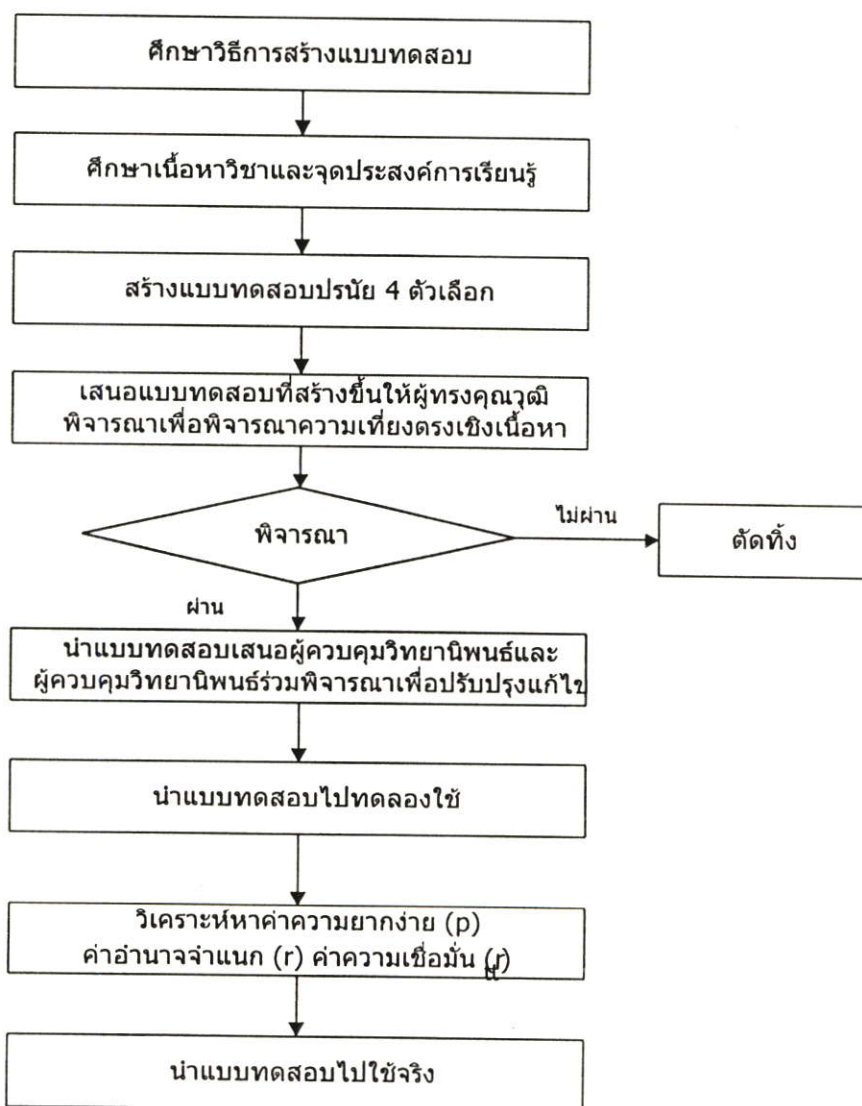 ศึกษาวิธีการสร้างแบบทดสอบ
ศึกษาเนื้อหาวิชาและจุดประสงค์การเรียนรู้
สร้างแบบทดสอบปรนัย 4 ตัวเลือก
เสนอแบบทดสอบที่สร้างขึ้นให้ผู้ทรงคุณวุฒิ
พิจารณาเพื่อพิจารณาความเที่ยงตรงเชิงเนื้อหา
พิจารณา
ไม่ผ่าน
ตัดทิ้ง
ผ่าน
นำแบบทดสอบเสนอผู้ควบคุมวิทยานิพนธ์และ
ผู้ควบคุมวิทยานิพนธ์ร่วมพิจารณาเพื่อปรับปรุงแก้ไข
นำแบบทดสอบไปทดลองใช้
วิเคราะห์หาค่าความยากง่าย (p)
ค่าอำนาจจำแนก (r) ค่าความเชื่อมั่น (r)
นำแบบทดสอบไปใช้จริง